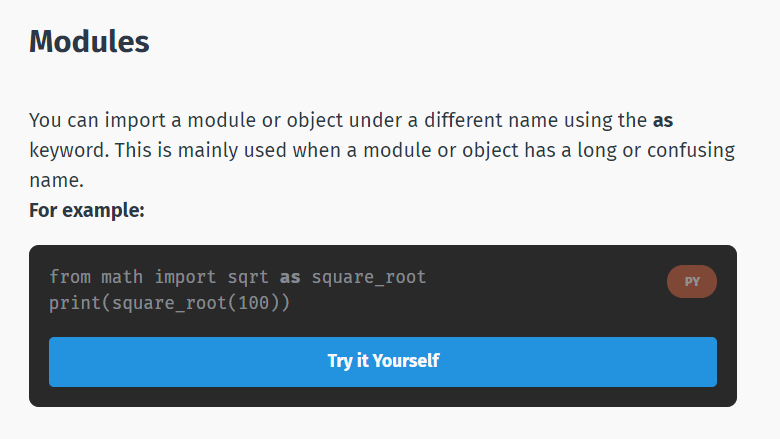 Modules
You can import a module or object under a different name using the as
keyword. This is mainly used when a module or object has a long or confusing
name.
For example:
from math import sqrt as square_root
PY
print(square_root(100))
Try it Yourself